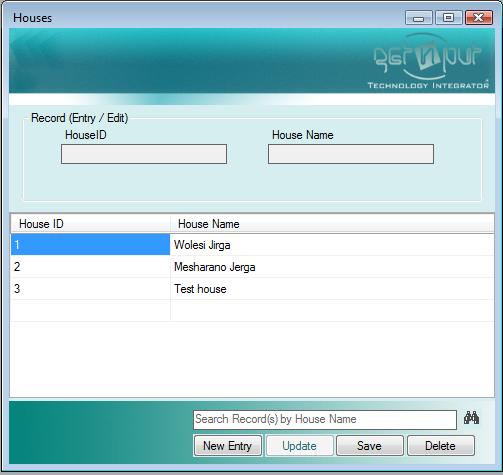 Houses
TECHNOLOGY INTEGRATOR
Record (Entry / Edit)
HouseID House Name
House ID House Name
1 Wolesi Jirga
2 Mesharano Jerga
3 Test house
Search Record(s) by House Name
New Entry Update Save Delete